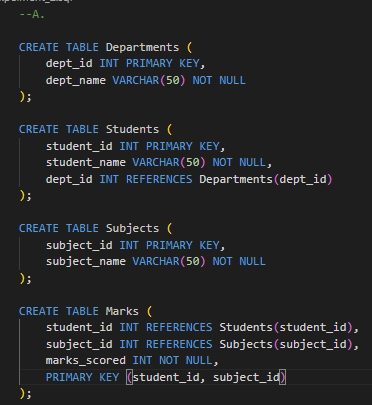 --A.
CREATE TABLE Departments (
dept_id INT PRIMARY KEY,
dept_name VARCHAR(50) NOT NULL
);
CREATE TABLE Students (
student_id INT PRIMARY KEY,
student_name VARCHAR(50) NOT NULL,
dept_id INT REFERENCES Departments(dept_id)
);
CREATE TABLE Subjects (
subject_id INT PRIMARY KEY,
subject_name VARCHAR(50) NOT NULL
);
CREATE TABLE Marks (
student_id INT REFERENCES Students(student_id),
subject_id INT REFERENCES Subjects(subject_id),
marks_scored INT NOT NULL,
PRIMARY KEY (student_id, subject_id)
);